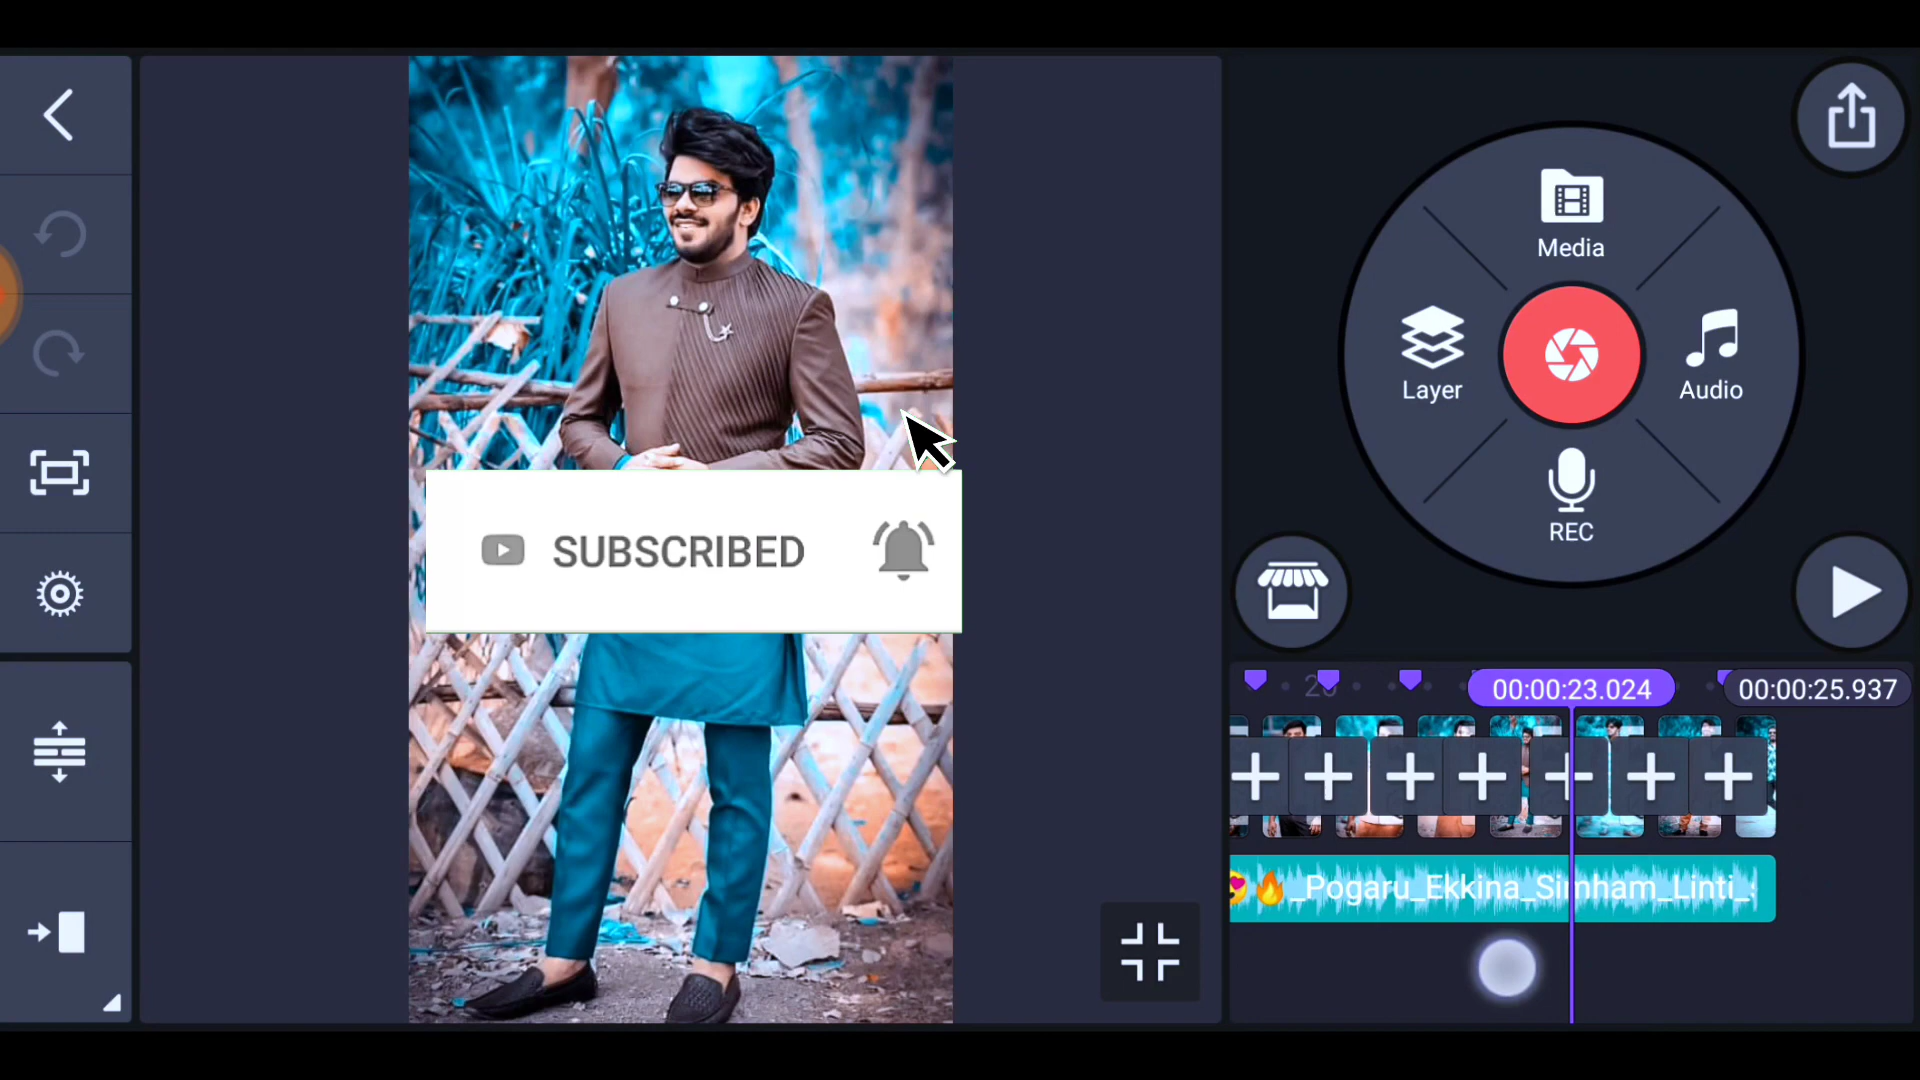 Media
Layer
Audio
REC
SUBSCRIBED
00:00:23.024
00:00:25.937
_Pogaru_Ekkina_Simham_Linti_